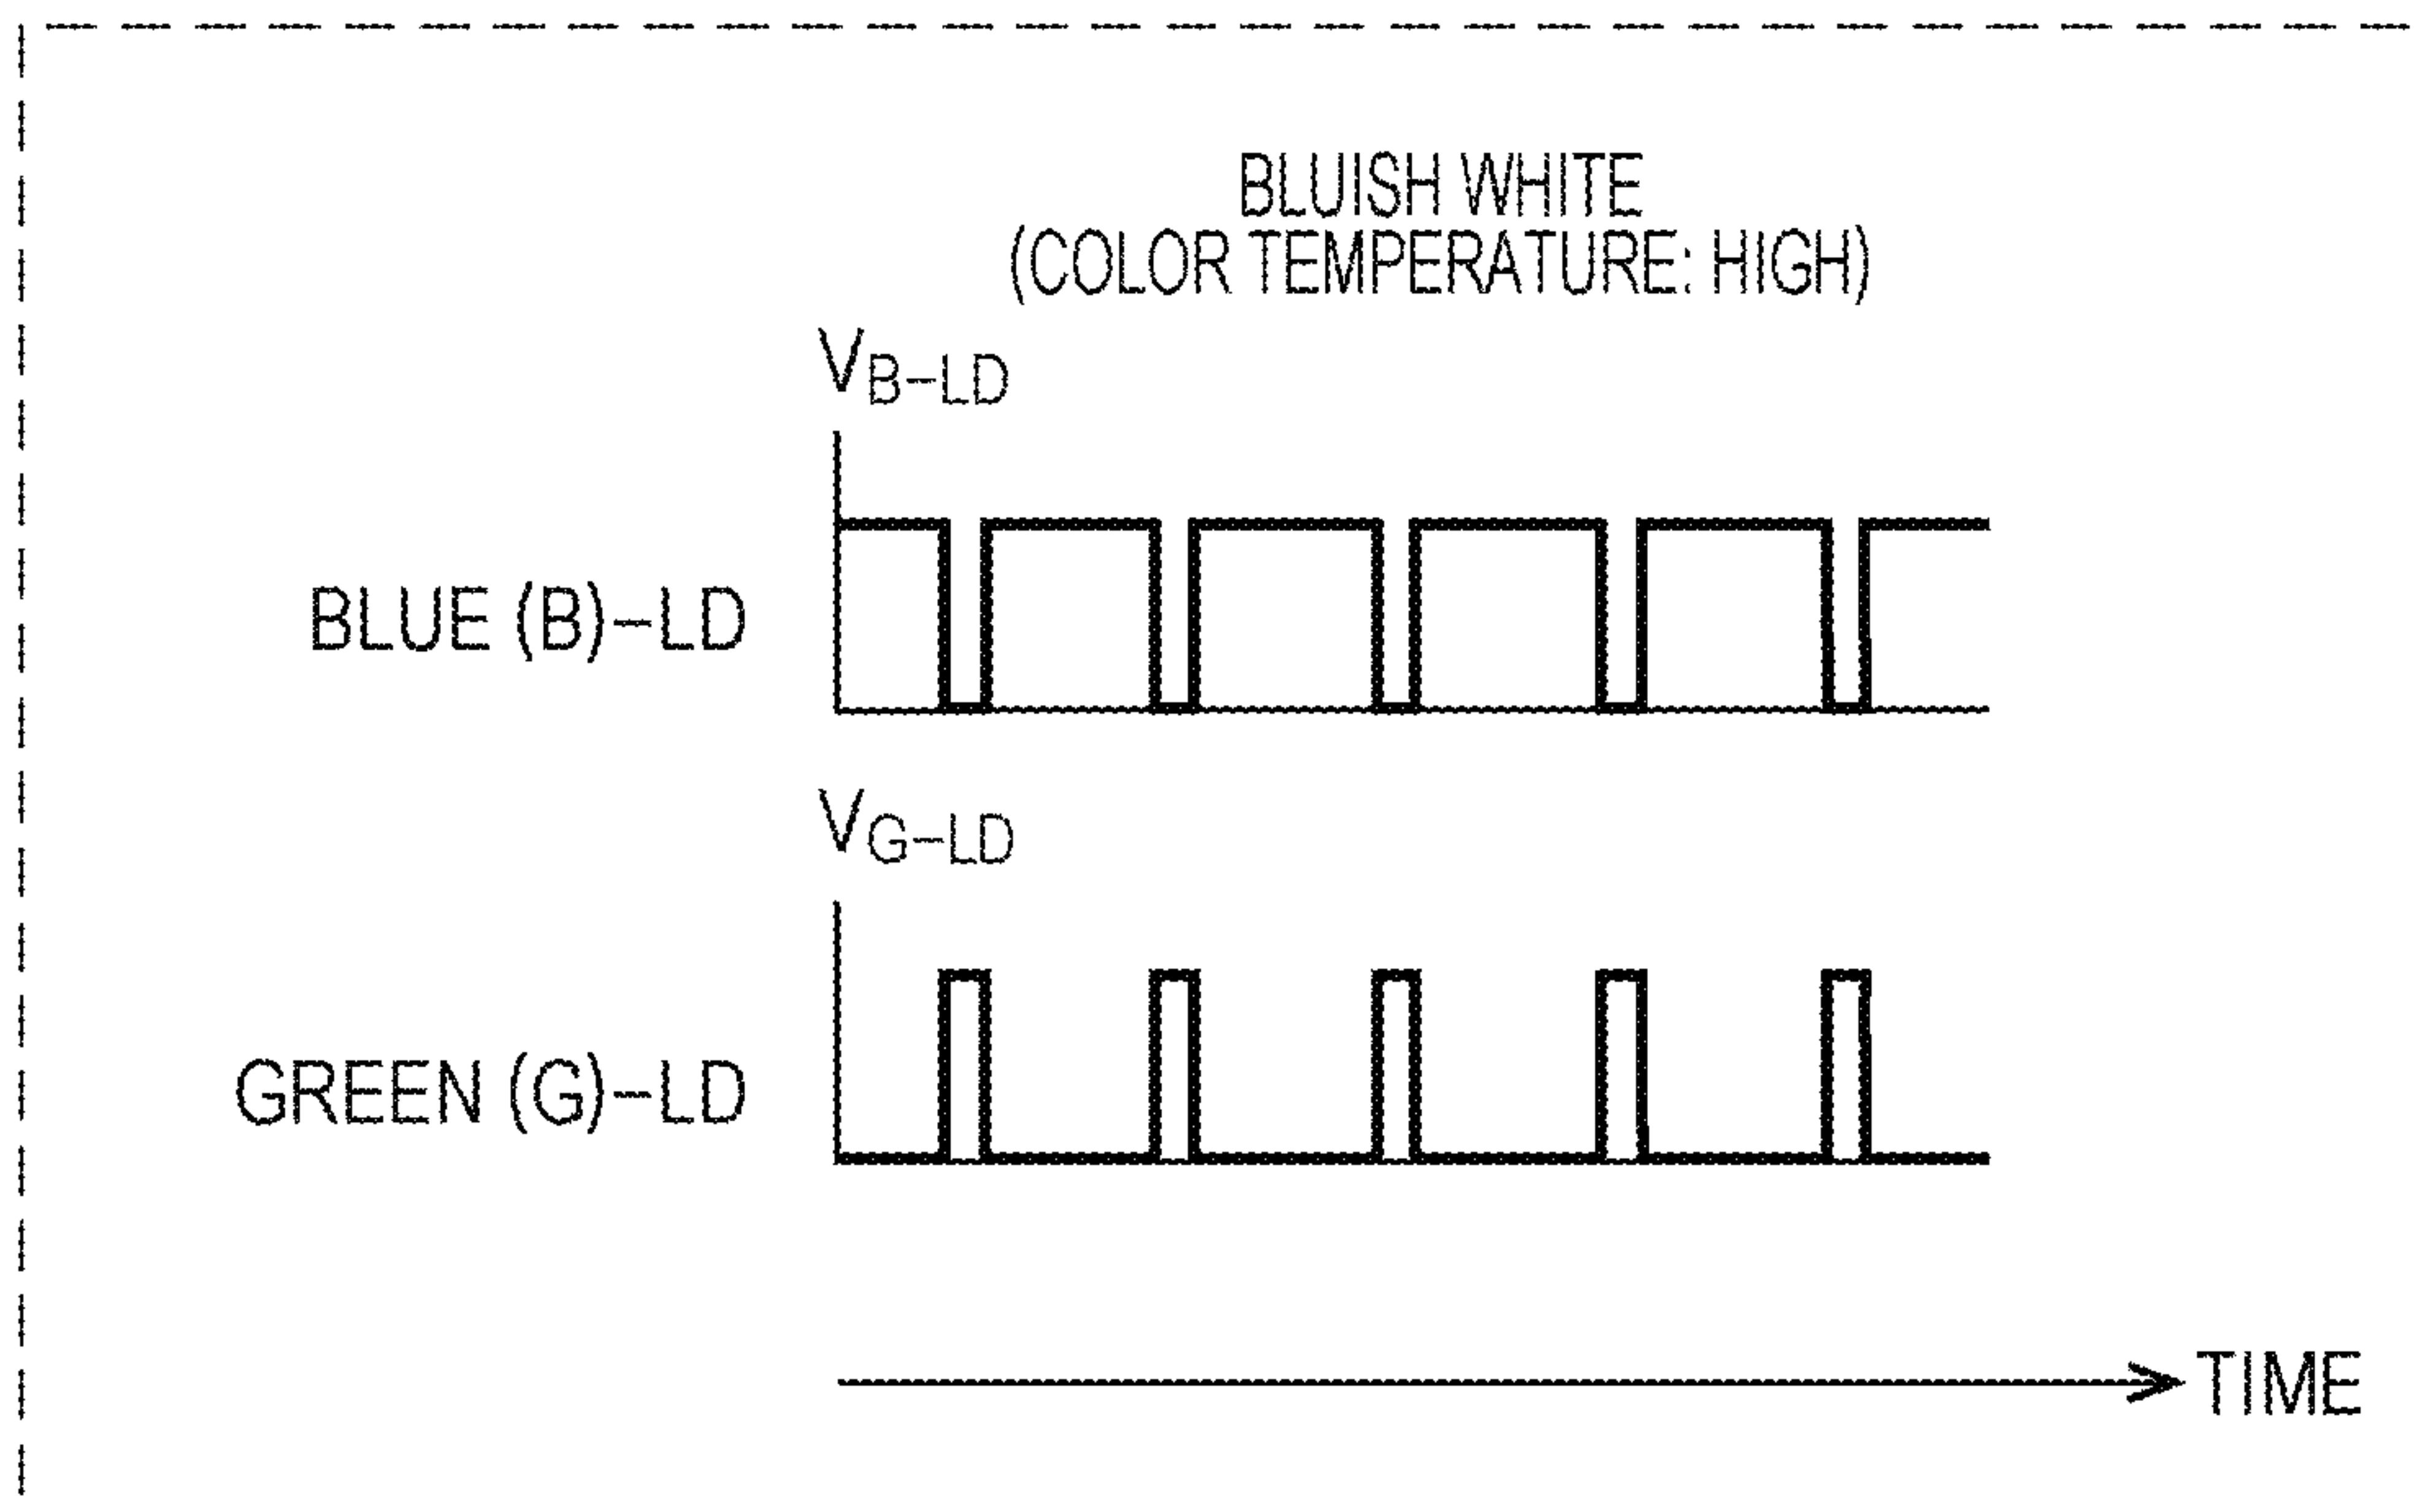 BLUISH WHITE
(COLOR TEMPERATURE: HIGH)
VB-LD
BLUE (B)-LD
VG-LD
GREEN (G)-LD
TIME